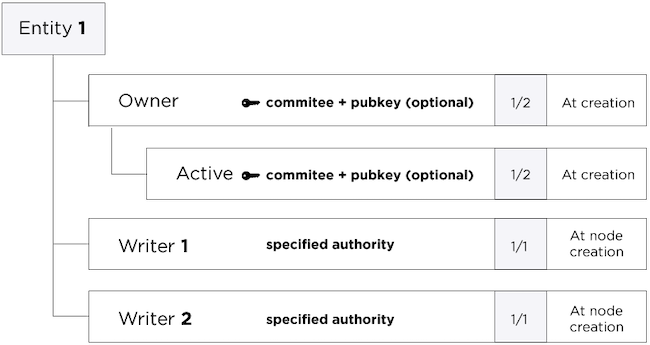 Entity 1
Owner commitee + pubkey (optional) 1/2 At creation
Active commitee + pubkey (optional) 1/2 At creation
Writer 1 specified authority 1/1 At node
creation
Writer 2 specified authority 1/1 At node
creation